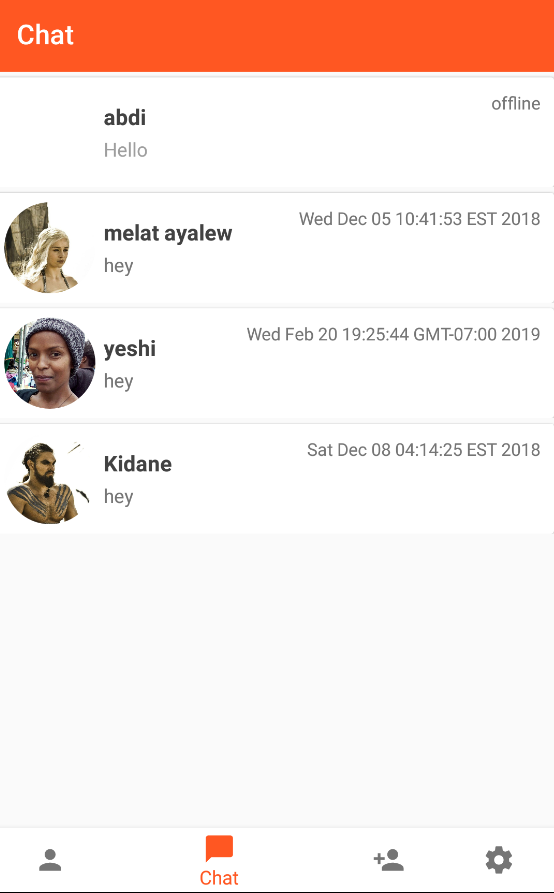 Chat
abdi
offline
Hello
melat ayalew
Wed Dec 05 10:41:53 EST 2018
hey
yeshi
Wed Feb 20 19:25:44 GMT-07:00 2019
hey
Kidane
Sat Dec 08 04:14:25 EST 2018
hey
Chat